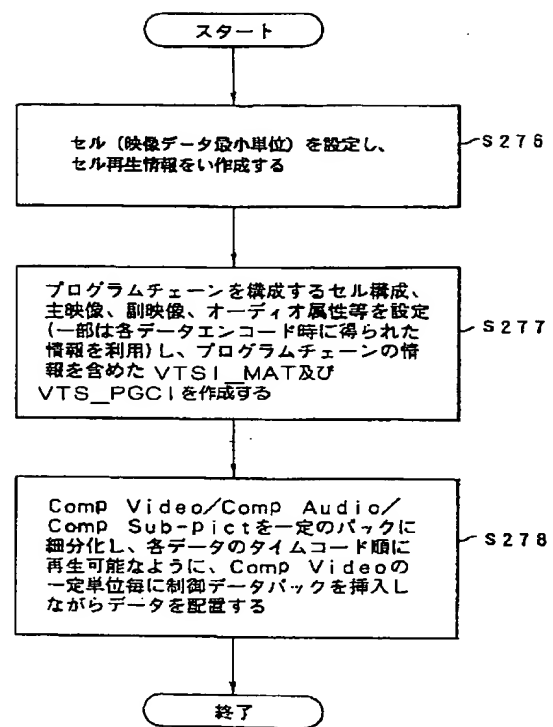 スタート
セル（映像データ最小単位）を設定し、
セル再生情報をい作成する
S276
プログラムチェーンを構成するセル構成、
主映像、副映像、オーディオ属性等を設定
(一部は各データエンコード時に得られた
情報を利用)し、プログラムチェーンの情
報を含めたVTSI_MAT及び
VTS_PGCIを作成する
S277
Comp Video/Comp Audio/
Comp Sub-pictを一定のパックに
細分化し、各データのタイムコード順に
再生可能なように、Comp Videoの
一定単位毎に制御データパックを挿入し
ながらデータを配置する
S278
終了